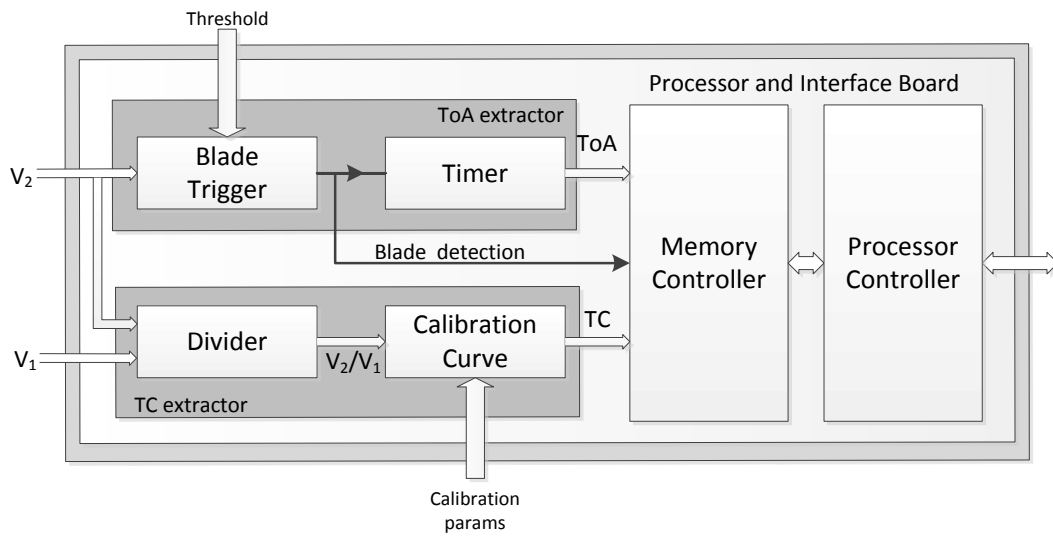 Threshold
Processor and Interface Board
ToA extractor
ToA
V₂
Blade
Trigger
Timer
Blade detection
Memory
Controller
Processor
Controller
V₁
Divider
V₂/V₁
Calibration
Curve
TC
TC extractor
Calibration
params